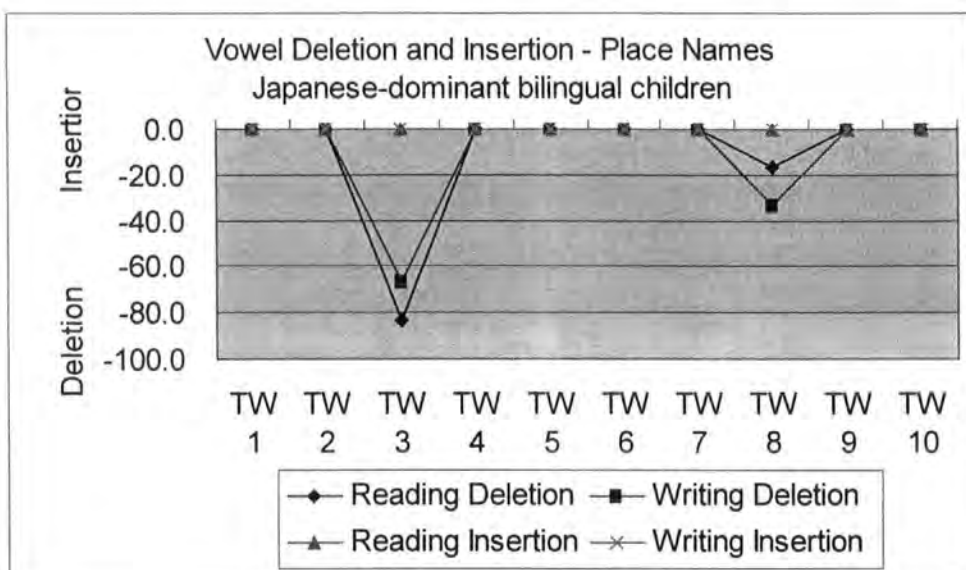 Vowel Deletion and Insertion - Place Names
Japanese-dominant bilingual children
Insertior
Deletion
0.0
-20.0
-40.0
-60.0
-80.0
-100.0
TW 1 TW 2 TW 3 TW 4 TW 5 TW 6 TW 7 TW 8 TW 9 TW 10
Reading Deletion Writing Deletion
Reading Insertion Writing Insertion